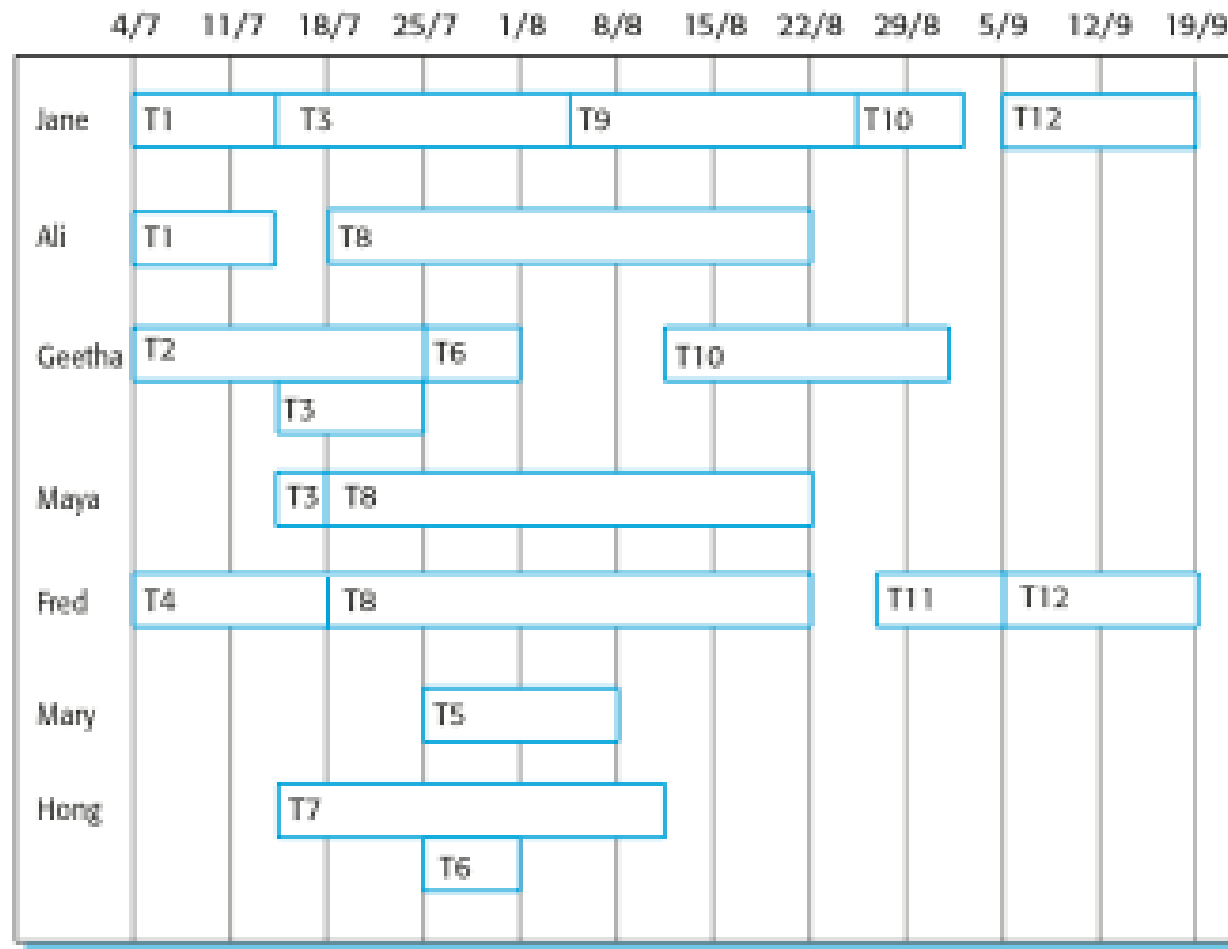 4/7 11/7 18/7 25/7 1/8 8/8 15/8 22/8 29/8 5/9 12/9 19/9
Jane T1 T3 T9 T10 T12
Ali T1 T8
Geetha T2 T6 T10
T3
Maya T3 T8
Fred T4 T8 T11 T12
Mary T5
Hong T7
T6